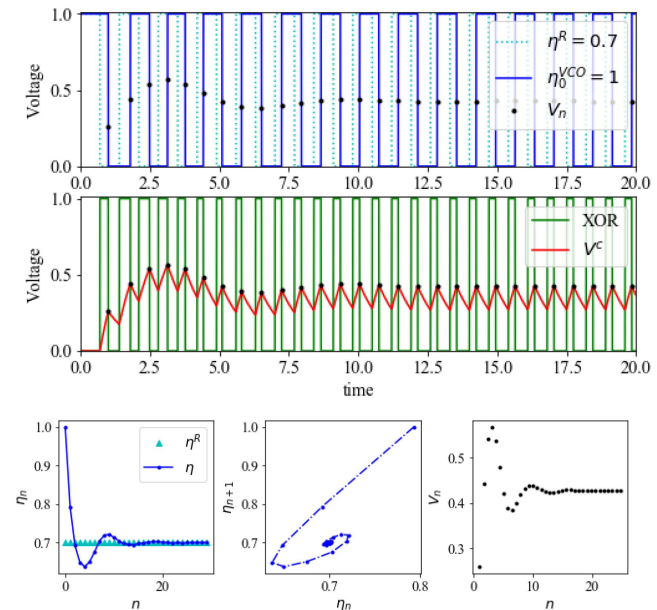 1.0
0.5
0.0
Voltage
η^R = 0.7
η_0^{VCO} = 1
V_n
0.0 2.5 5.0 7.5 10.0 12.5 15.0 17.5 20.0
1.0
0.5
0.0
Voltage
XOR
V^c
0.0 2.5 5.0 7.5 10.0 12.5 15.0 17.5 20.0
time
1.0
0.9
0.8
0.7
η_n
η^R
η
0 20
n
1.0
0.9
0.8
0.7
η_{n+1}
0.7 0.8
η_n
0.5
0.4
0.3
V_n
0 10 20
n